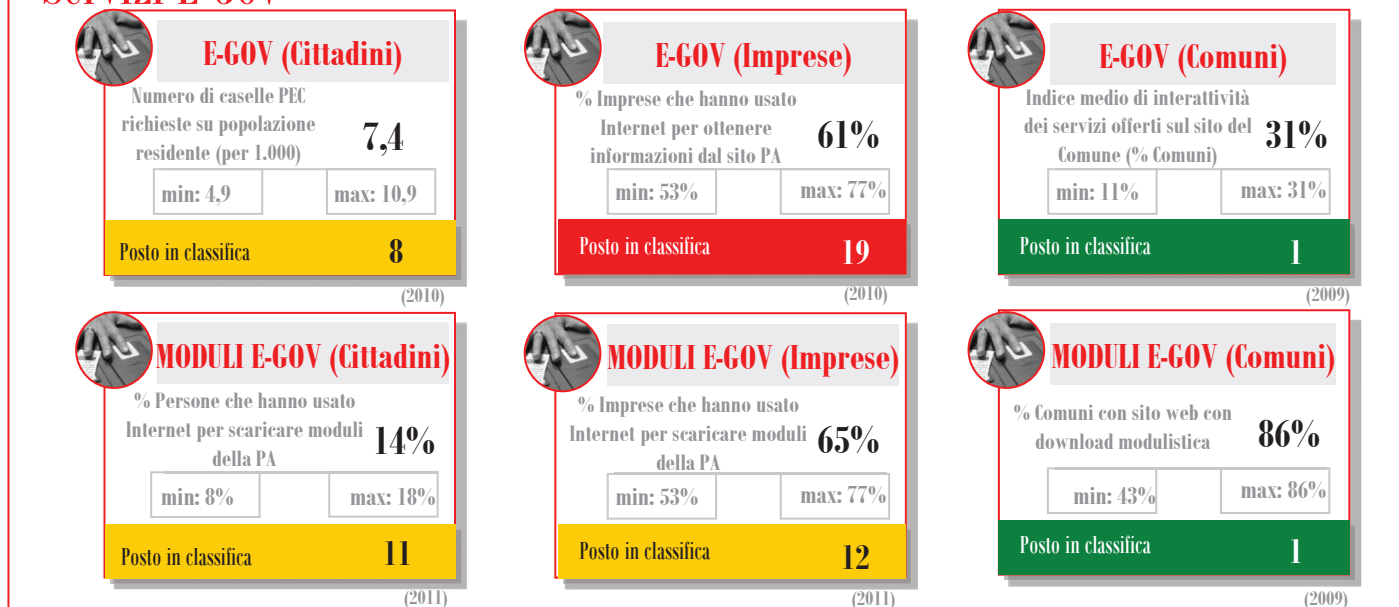 SERVIZI E-GOV
E-GOV (Cittadini)
Numero di caselle PEC
richieste su popolazione
residente (per 1.000)
7,4
min: 4,9
max: 10,9
Posto in classifica
8
(2010)
E-GOV (Imprese)
% Imprese che hanno usato
Internet per ottenere
informazioni dal sito PA
61%
min: 53%
max: 77%
Posto in classifica
19
(2010)
E-GOV (Comuni)
Indice medio di interattività
dei servizi offerti sul sito del
Comune (% Comuni)
31%
min: 11%
max: 31%
Posto in classifica
1
(2009)
MODULI E-GOV (Cittadini)
% Persone che hanno usato
Internet per scaricare moduli
della PA
14%
min: 8%
max: 18%
Posto in classifica
11
(2011)
MODULI E-GOV (Imprese)
% Imprese che hanno usato
Internet per scaricare moduli
della PA
65%
min: 53%
max: 77%
Posto in classifica
12
(2011)
MODULI E-GOV (Comuni)
% Comuni con sito web con
download modulistica
86%
min: 43%
max: 86%
Posto in classifica
1
(2009)